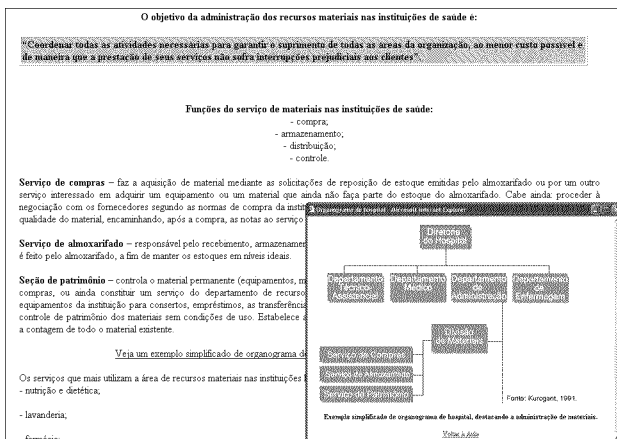 O objetivo da administração dos recursos materiais nas instituições de saúde é:
"Coordenar todas as atividades necessárias para garantir o suprimento de todas as áreas da organização, ao menor custo possível e
de maneira que a prestação de seus serviços não sofra interrupções prejudiciais aos clientes".
Funções do serviço de materiais nas instituições de saúde:
- compra;
- armazenamento;
- distribuição;
- controle.
Serviço de compras – faz a aquisição de material mediante as solicitações de reposição de estoque emitidas pelo almoxarifado ou por um outro
serviço interessado em adquirir um equipamento ou um material que ainda não faça parte do estoque do almoxarifado. Cabe ainda: proceder à
negociação com os fornecedores segundo as normas de compra da instit
qualidade do material, encaminhando, após a compra, as notas ao serviço
Serviço de almoxarifado – responsável pelo recebimento, armazenamen
é feito pelo almoxarifado, a fim de manter os estoques em níveis ideais.
Seção de patrimônio – controla o material permanente (equipamentos, m
compras, ou ainda constituir um serviço do departamento de recurso
equipamentos da instituição para consertos, empréstimos, as transferência
controle de patrimônio dos materiais sem condições de uso. Estabelece a
a contagem de todo o material existente.
Veja um exemplo simplificado de organograma de
Os serviços que mais utilizam a área de recursos materiais nas instituições
- nutrição e dietética;
- lavanderia;
- farmácia;
Organograma de hospital - Microsoft Internet Explorer
Diretoria
do Hospital
Departamento
Técnico
Assistencial
Departamento
Médico
Departamento
de
Administração
Departamento
de
Enfermagem
Divisão
de Materiais
Serviço de Compras
Serviço de Almoxarifado
Serviço de Patrimônio
Fonte: Kurcgant, 1991.
Exemplo simplificado de organograma de hospital, destacando a administração de materiais.
Voltar à Aula